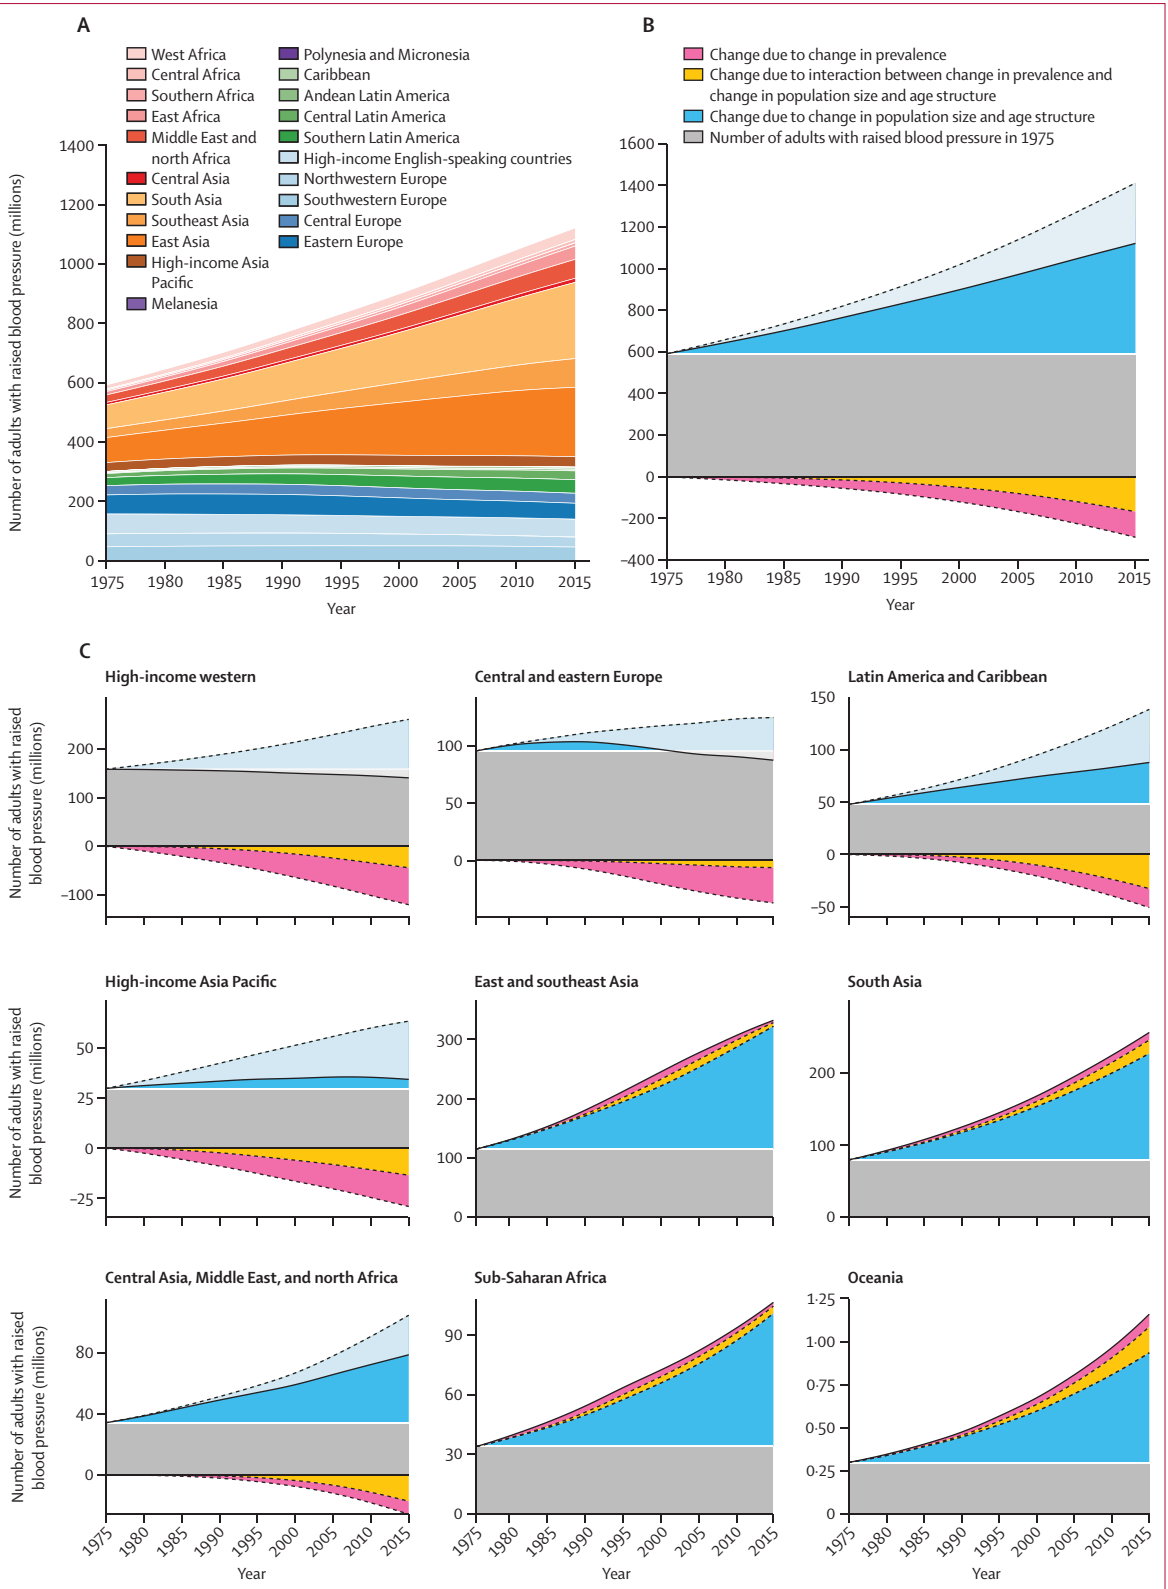 A
West Africa
Central Africa
Southern Africa
East Africa
Middle East and
north Africa
Central Asia
South Asia
Southeast Asia
East Asia
High-income Asia
Pacific
Melanesia
Polynesia and Micronesia
Caribbean
Andean Latin America
Central Latin America
Southern Latin America
High-income English-speaking countries
Northwestern Europe
Southwestern Europe
Central Europe
Eastern Europe
Number of adults with raised blood pressure (millions)
1400
1200
1000
800
600
400
200
0
1975 1980 1985 1990 1995 2000 2005 2010 2015
Year
B
Change due to change in prevalence
Change due to interaction between change in prevalence and
change in population size and age structure
Change due to change in population size and age structure
Number of adults with raised blood pressure in 1975
1600
1400
1200
1000
800
600
400
200
0
–200
–400
1975 1980 1985 1990 1995 2000 2005 2010 2015
Year
C
High-income western
Number of adults with raised
blood pressure (millions)
200
100
0
–100
Central and eastern Europe
100
50
0
Latin America and Caribbean
150
100
50
0
–50
High-income Asia Pacific
Number of adults with raised
blood pressure (millions)
50
25
0
–25
East and southeast Asia
300
200
100
0
South Asia
200
100
0
Central Asia, Middle East, and north Africa
Number of adults with raised
blood pressure (millions)
80
40
0
1975 1980 1985 1990 1995 2000 2005 2010 2015
Year
Sub-Saharan Africa
90
60
30
0
1975 1980 1985 1990 1995 2000 2005 2010 2015
Year
Oceania
1·25
1·00
0·75
0·50
0·25
0
1975 1980 1985 1990 1995 2000 2005 2010 2015
Year